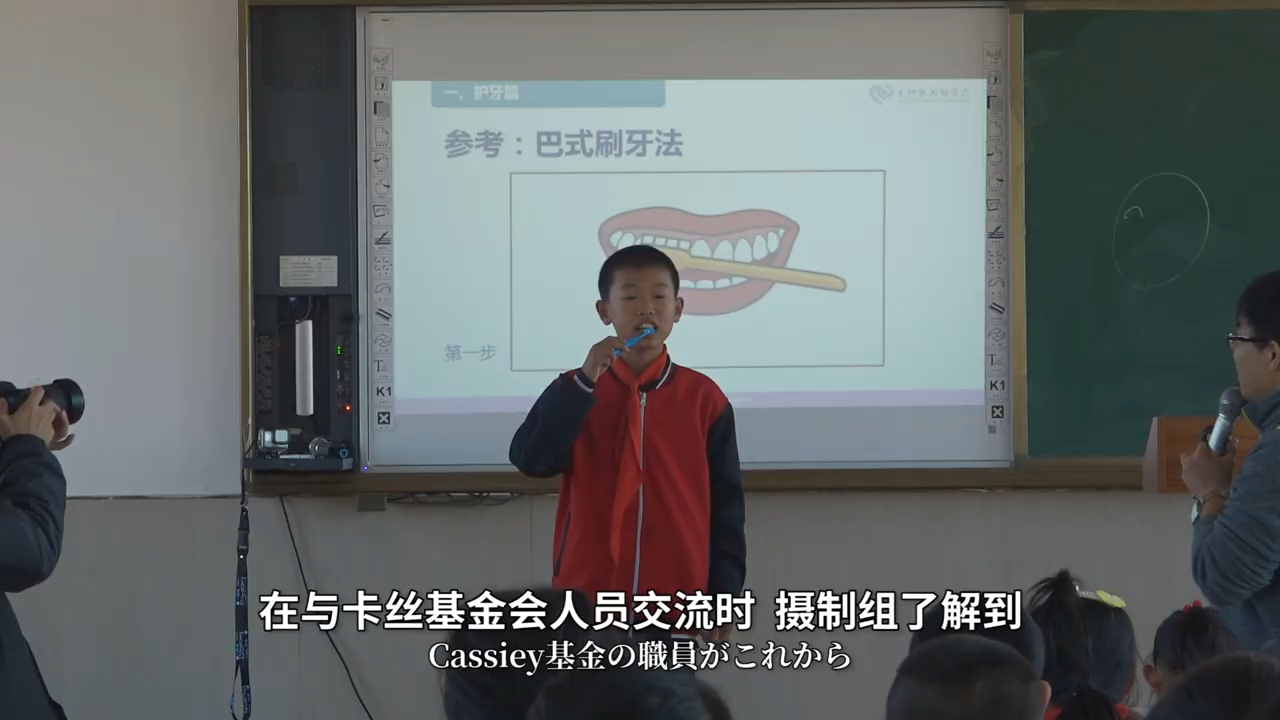 一、护牙篇
参考：巴式刷牙法
第一步
K1
K1
在与卡丝基金会人员交流时 摄制组了解到
Cassiey基金の職員がこれから